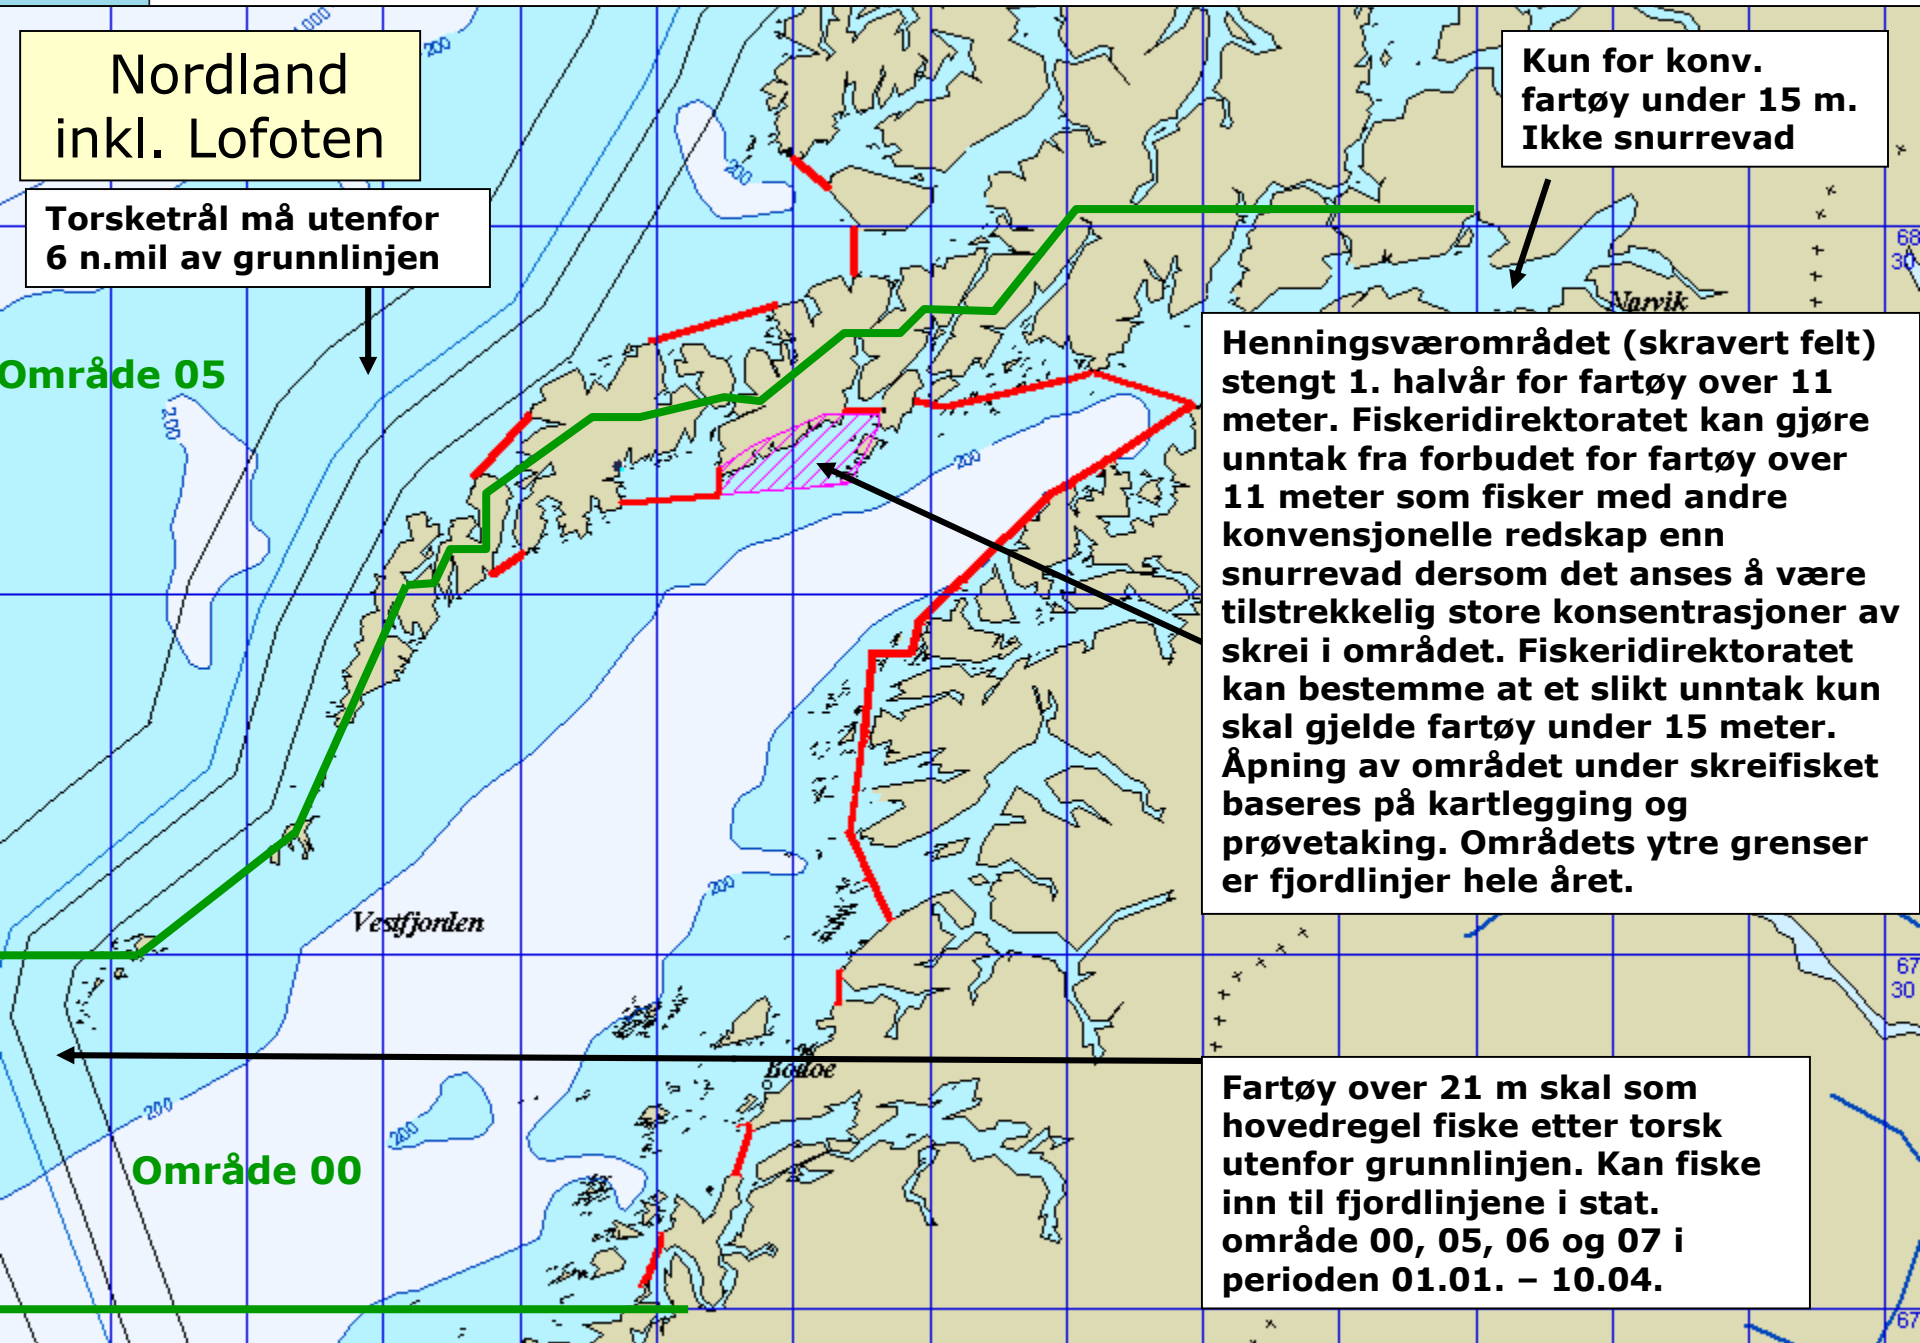 Nordland
inkl. Lofoten
Torsketrål må utenfor
6 n.mil av grunnlinjen
Kun for konv.
fartøy under 15 m.
Ikke snurrevad
200
200
68
30
Narvik
Område 05
200
Henningsværområdet (skravert felt)
stengt 1. halvår for fartøy over 11
meter. Fiskeridirektoratet kan gjøre
unntak fra forbudet for fartøy over
11 meter som fisker med andre
konvensjonelle redskap enn
snurrevad dersom det anses å være
tilstrekkelig store konsentrasjoner av
skrei i området. Fiskeridirektoratet
kan bestemme at et slikt unntak kun
skal gjelde fartøy under 15 meter.
Åpning av området under skreifisket
baseres på kartlegging og
prøvetaking. Områdets ytre grenser
er fjordlinjer hele året.
200
200
Vestfjorden
67
30
Bodoe
200
200
Område 00
Fartøy over 21 m skal som
hovedregel fiske etter torsk
utenfor grunnlinjen. Kan fiske
inn til fjordlinjene i stat.
område 00, 05, 06 og 07 i
perioden 01.01. – 10.04.
67